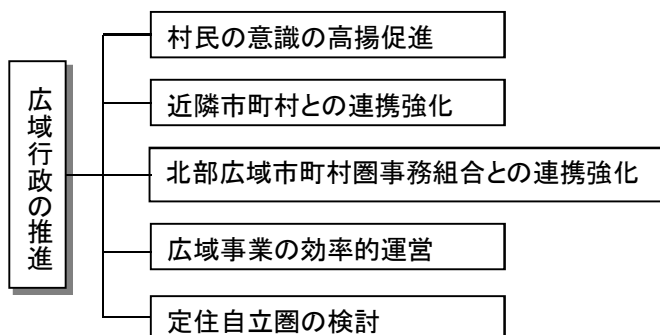 広域行政の推進
村民の意識の高揚促進
近隣市町村との連携強化
北部広域市町村圏事務組合との連携強化
広域事業の効率的運営
定住自立圏の検討